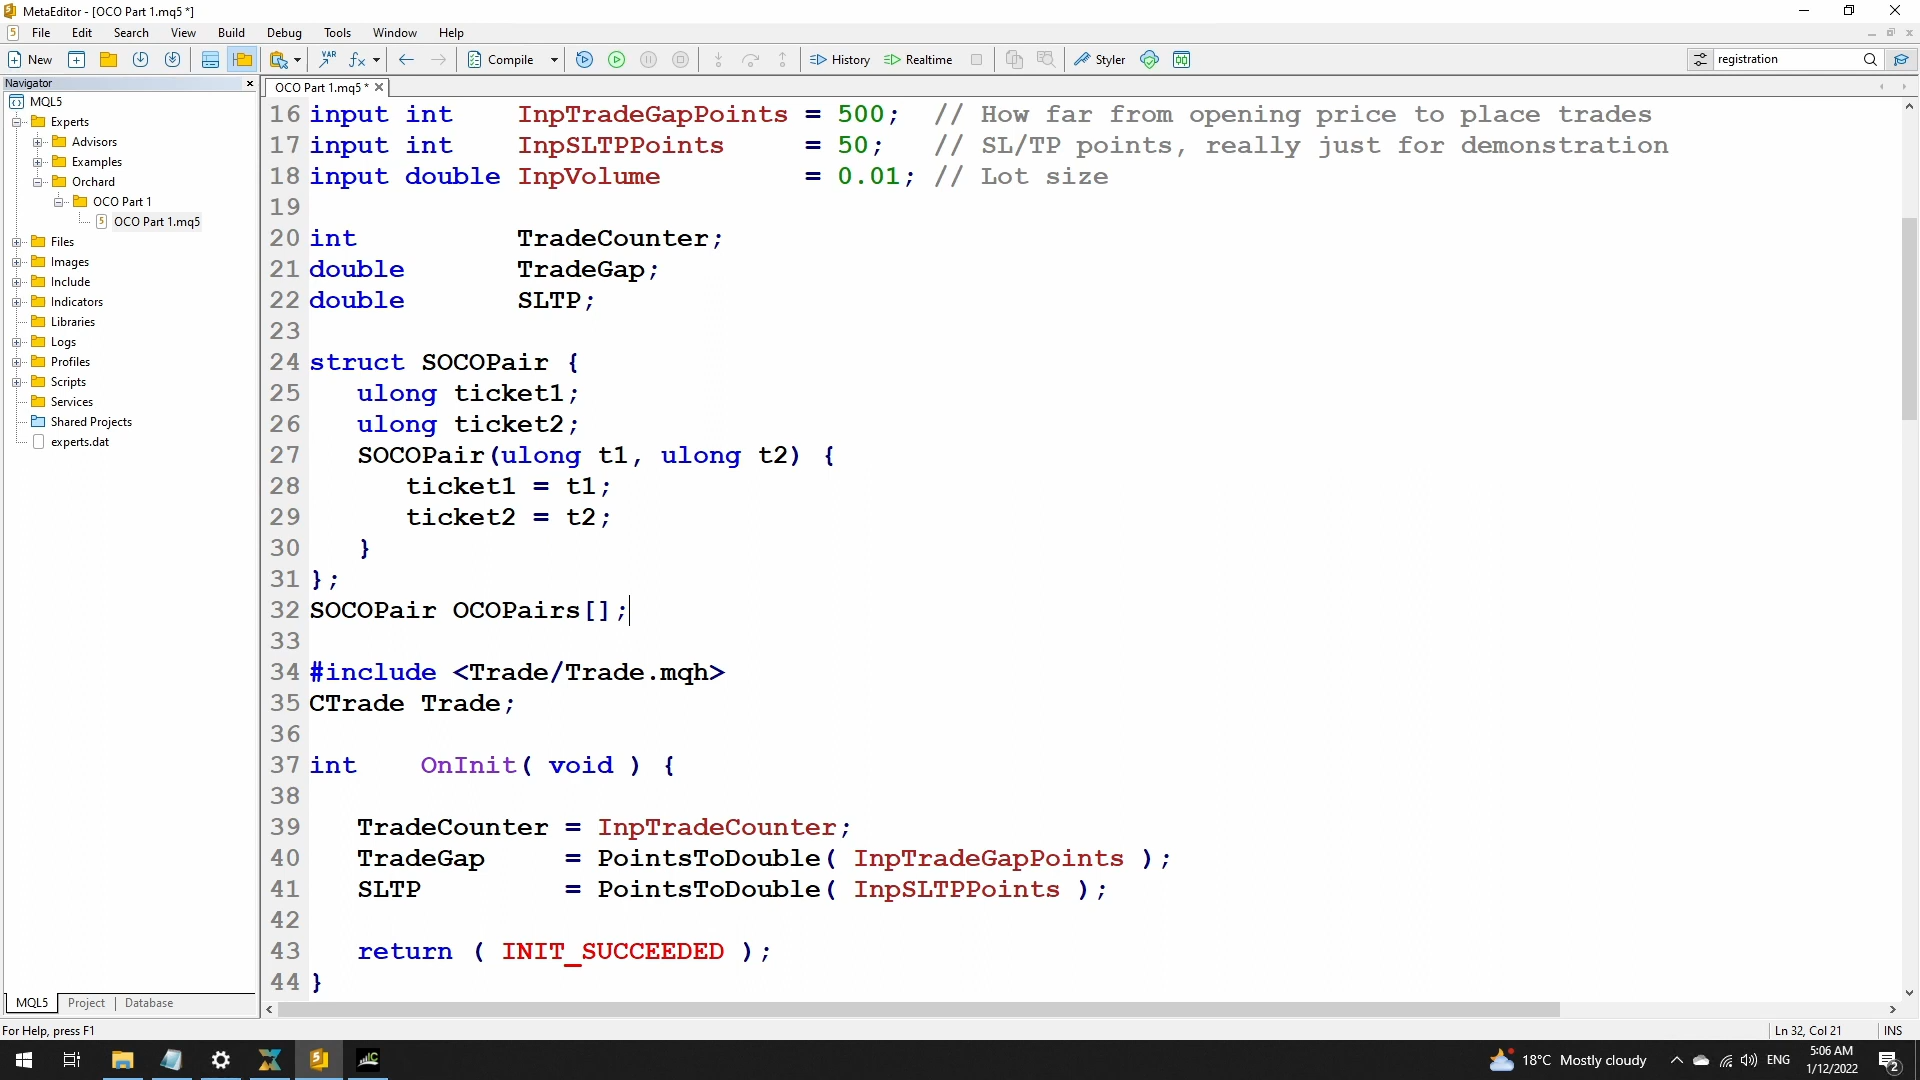 MetaEditor - [OCO Part 1.mq5 *]
File Edit Search View Build Debug Tools Window Help
New Compile History Realtime Styler registration
Navigator
OCO Part 1.mq5 *
MQL5
Experts
Advisors
Examples
Orchard
OCO Part 1
OCO Part 1.mq5
Files
Images
Include
Indicators
Libraries
Logs
Profiles
Scripts
Services
Shared Projects
experts.dat
16 input int InpTradeGapPoints = 500; // How far from opening price to place trades
17 input int InpSLTPPoints = 50; // SL/TP points, really just for demonstration
18 input double InpVolume = 0.01; // Lot size
19
20 int TradeCounter;
21 double TradeGap;
22 double SLTP;
23
24 struct SOCOPair {
25 ulong ticket1;
26 ulong ticket2;
27 SOCOPair(ulong t1, ulong t2) {
28 ticket1 = t1;
29 ticket2 = t2;
30 }
31 };
32 SOCOPair OCOPairs[];
33
34 #include <Trade/Trade.mqh>
35 CTrade Trade;
36
37 int OnInit( void ) {
38
39 TradeCounter = InpTradeCounter;
40 TradeGap = PointsToDouble( InpTradeGapPoints );
41 SLTP = PointsToDouble( InpSLTPPoints );
42
43 return ( INIT_SUCCEEDED );
44 }
MQL5 Project Database
For Help, press F1
Ln 32, Col 21 INS
18°C Mostly cloudy
ENG
5:06 AM
1/12/2022
2